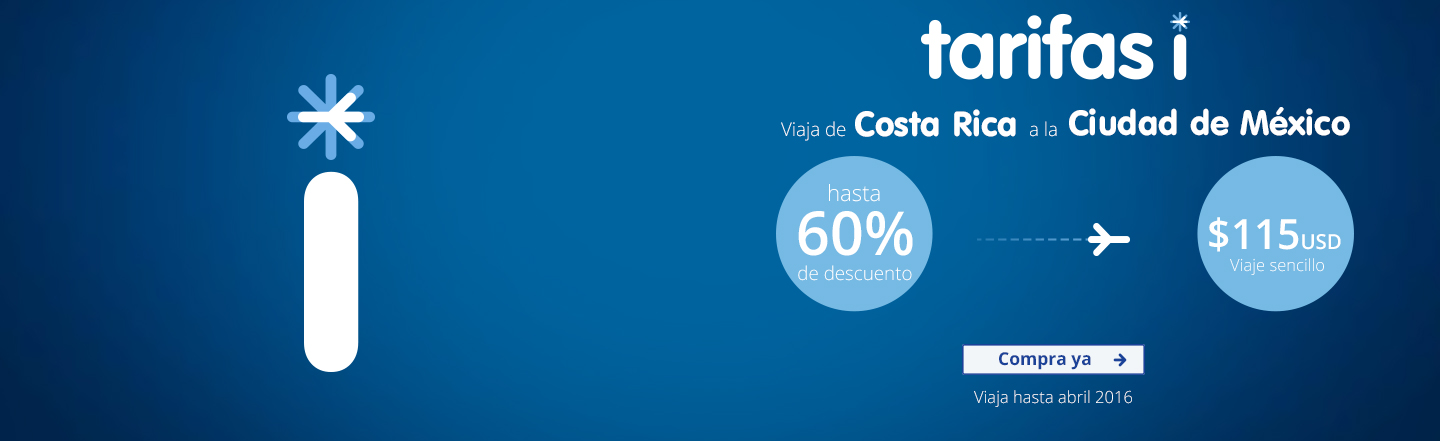 i
tarifas i
Viaja de Costa Rica a la Ciudad de México
hasta
60%
de descuento
$115USD
Viaje sencillo
Compra ya
Viaja hasta abril 2016